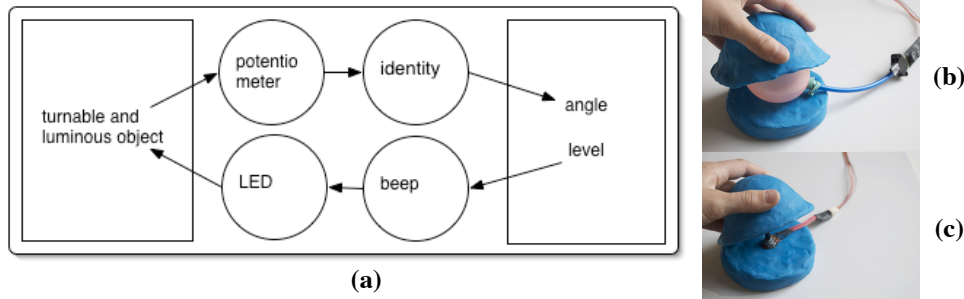 turnable and
luminous object
potentio
meter
identity
angle
level
beep
LED
(a)
(b)
(c)